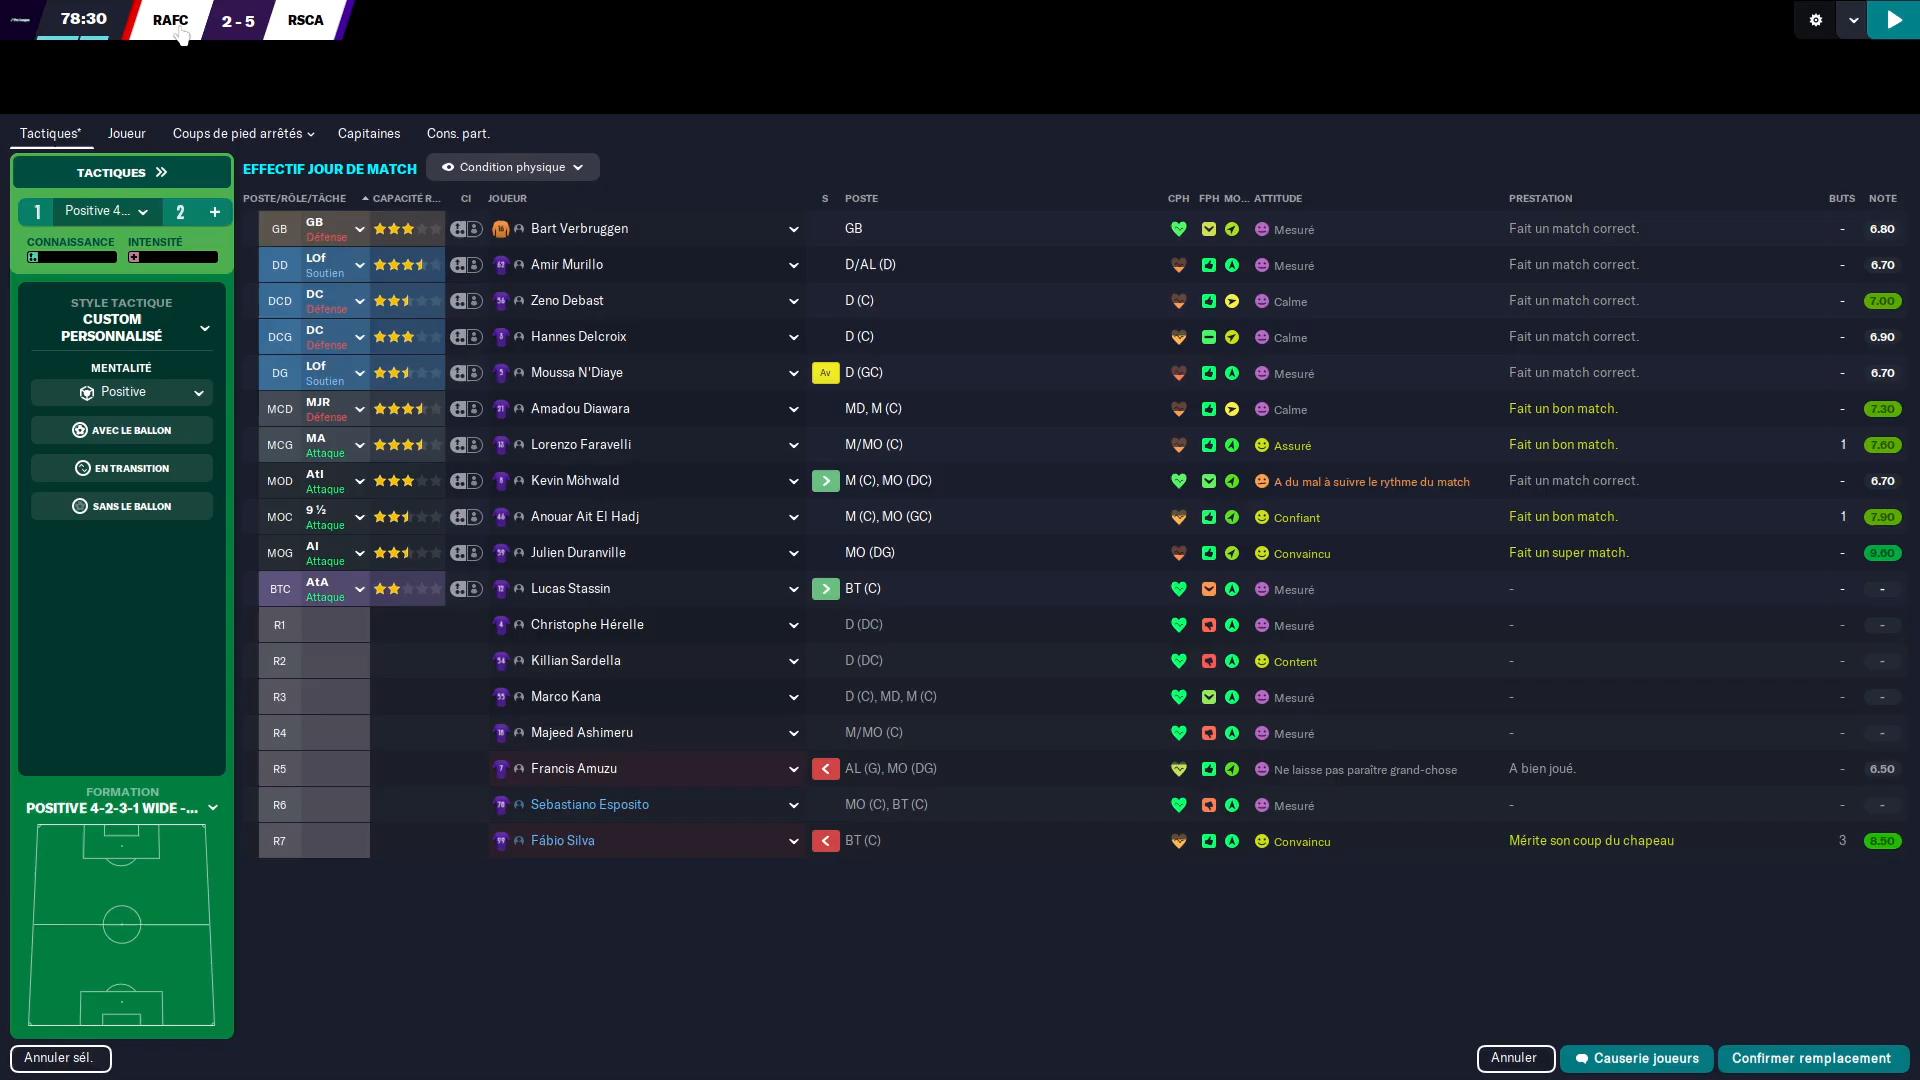 78:30 RAFC 2 - 5 RSCA
Tactiques* Joueur Coups de pied arrêtés Capitaines Cons. part.
TACTIQUES
EFFECTIF JOUR DE MATCH Condition physique
POSTE/RÔLE/TÂCHE CAPACITÉ R... CI JOUEUR S POSTE CPH FPH MO... ATTITUDE PRESTATION BUTS NOTE
1 Positive 4... 2 +
CONNAISSANCE INTENSITÉ
STYLE TACTIQUE
CUSTOM
PERSONNALISÉ
MENTALITÉ
Positive
AVEC LE BALLON
EN TRANSITION
SANS LE BALLON
FORMATION
POSITIVE 4-2-3-1 WIDE -...
GB GB Défense Bart Verbruggen GB Mesuré Fait un match correct. - 6.80
DD LOf Soutien Amir Murillo D/AL (D) Mesuré Fait un match correct. - 6.70
DCD DC Défense Zeno Debast D (C) Calme Fait un match correct. - 7.00
DCG DC Défense Hannes Delcroix D (C) Calme Fait un match correct. - 6.90
DG LOf Soutien Moussa N'Diaye Av D (GC) Mesuré Fait un match correct. - 6.70
MCD MJR Défense Amadou Diawara MD, M (C) Calme Fait un bon match. - 7.30
MCG MA Attaque Lorenzo Faravelli M/MO (C) Assuré Fait un bon match. 1 7.60
MOD AtI Attaque Kevin Möhwald M (C), MO (DC) A du mal à suivre le rythme du match Fait un match correct. - 6.70
MOC 9 ½ Attaque Anouar Ait El Hadj M (C), MO (GC) Confiant Fait un bon match. 1 7.90
MOG AI Attaque Julien Duranville MO (DG) Convaincu Fait un super match. - 9.60
BTC AtA Attaque Lucas Stassin BT (C) Mesuré - - -
R1 Christophe Hérelle D (DC) Mesuré - - -
R2 Killian Sardella D (DC) Content - - -
R3 Marco Kana D (C), MD, M (C) Mesuré - - -
R4 Majeed Ashimeru M/MO (C) Mesuré - - -
R5 Francis Amuzu AL (G), MO (DG) Ne laisse pas paraître grand-chose A bien joué. - 6.50
R6 Sebastiano Esposito MO (C), BT (C) Mesuré - - -
R7 Fábio Silva BT (C) Convaincu Mérite son coup du chapeau 3 8.50
Annuler sél. Annuler Causerie joueurs Confirmer remplacement